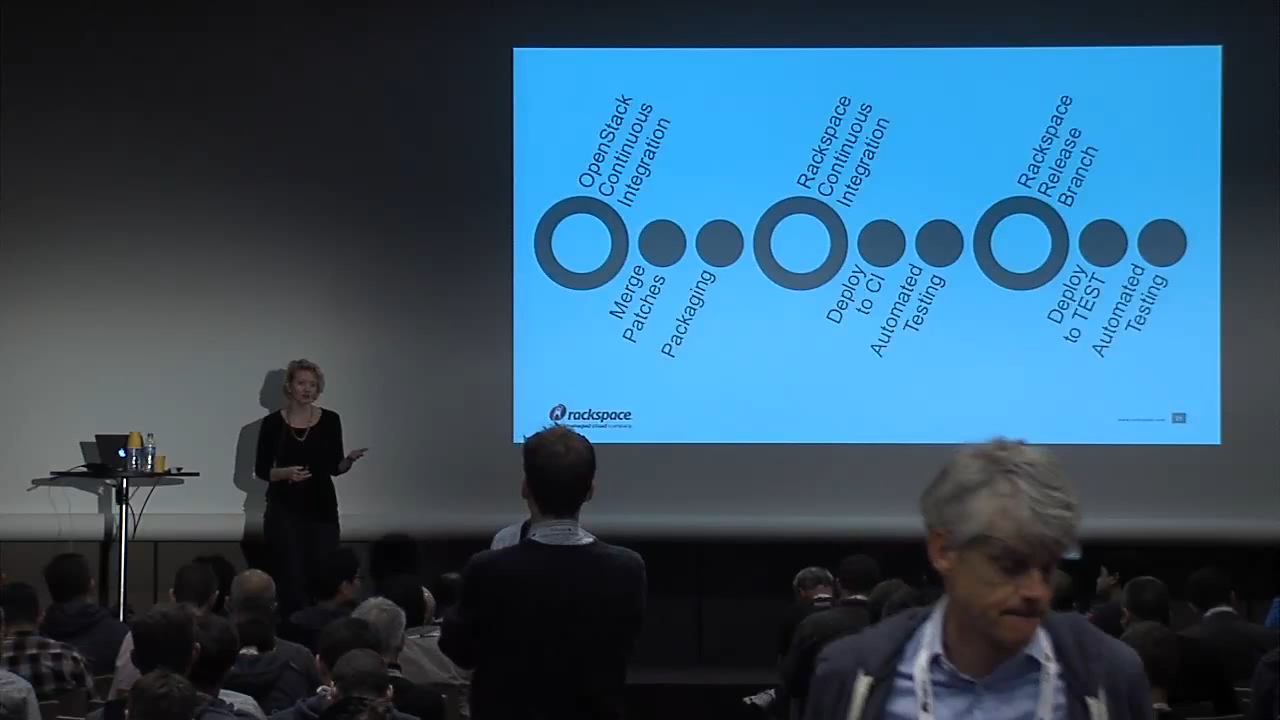 OpenStack
Continuous
Integration
Merge
Patches
Packaging
Rackspace
Continuous
Integration
Deploy
to CI
Automated
Testing
Rackspace
Release
Branch
Deploy
to TEST
Automated
Testing
rackspace